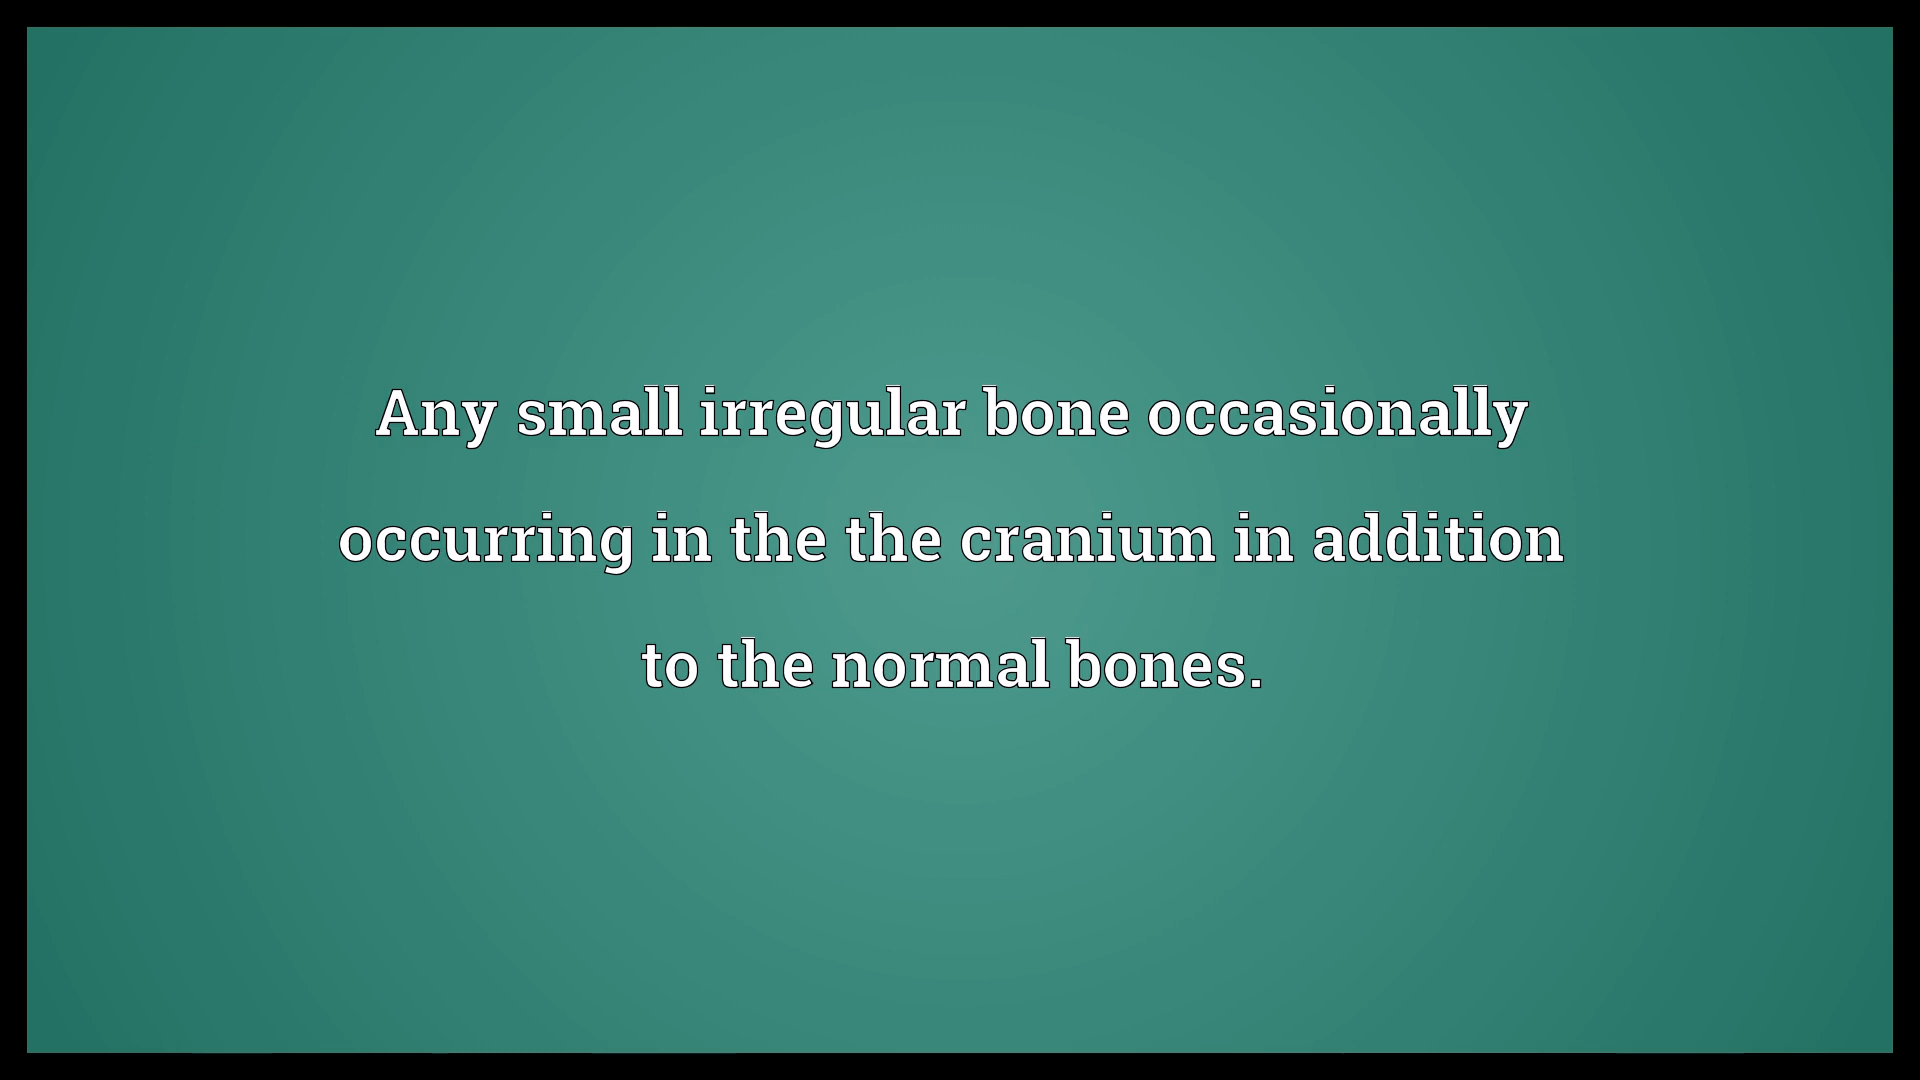 Any small irregular bone occasionally
occurring in the the cranium in addition
to the normal bones.